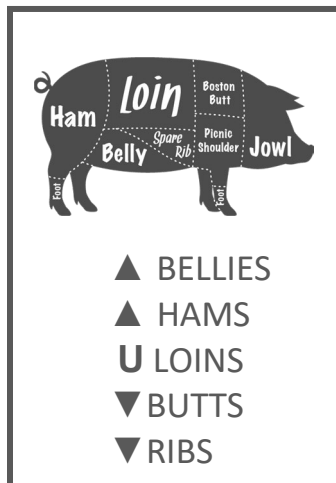 Loin
Boston
Butt
Ham
Spare
Rib
Picnic
Shoulder
Belly
Jowl
Foot
Foot
▲ BELLIES
▲ HAMS
U LOINS
▼ BUTTS
▼ RIBS